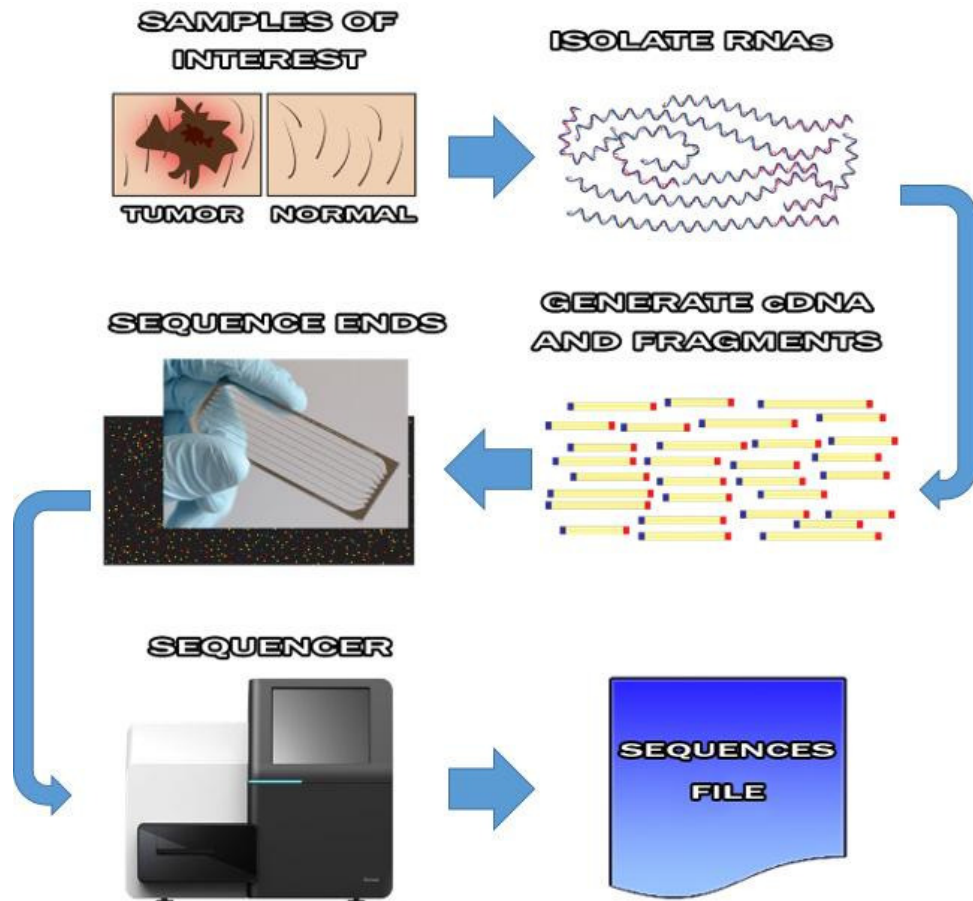 SAMPLES OF
INTEREST
TUMOR
NORMAL
ISOLATE RNAs
GENERATE cDNA
AND FRAGMENTS
SEQUENCE ENDS
SEQUENCER
SEQUENCES
FILE